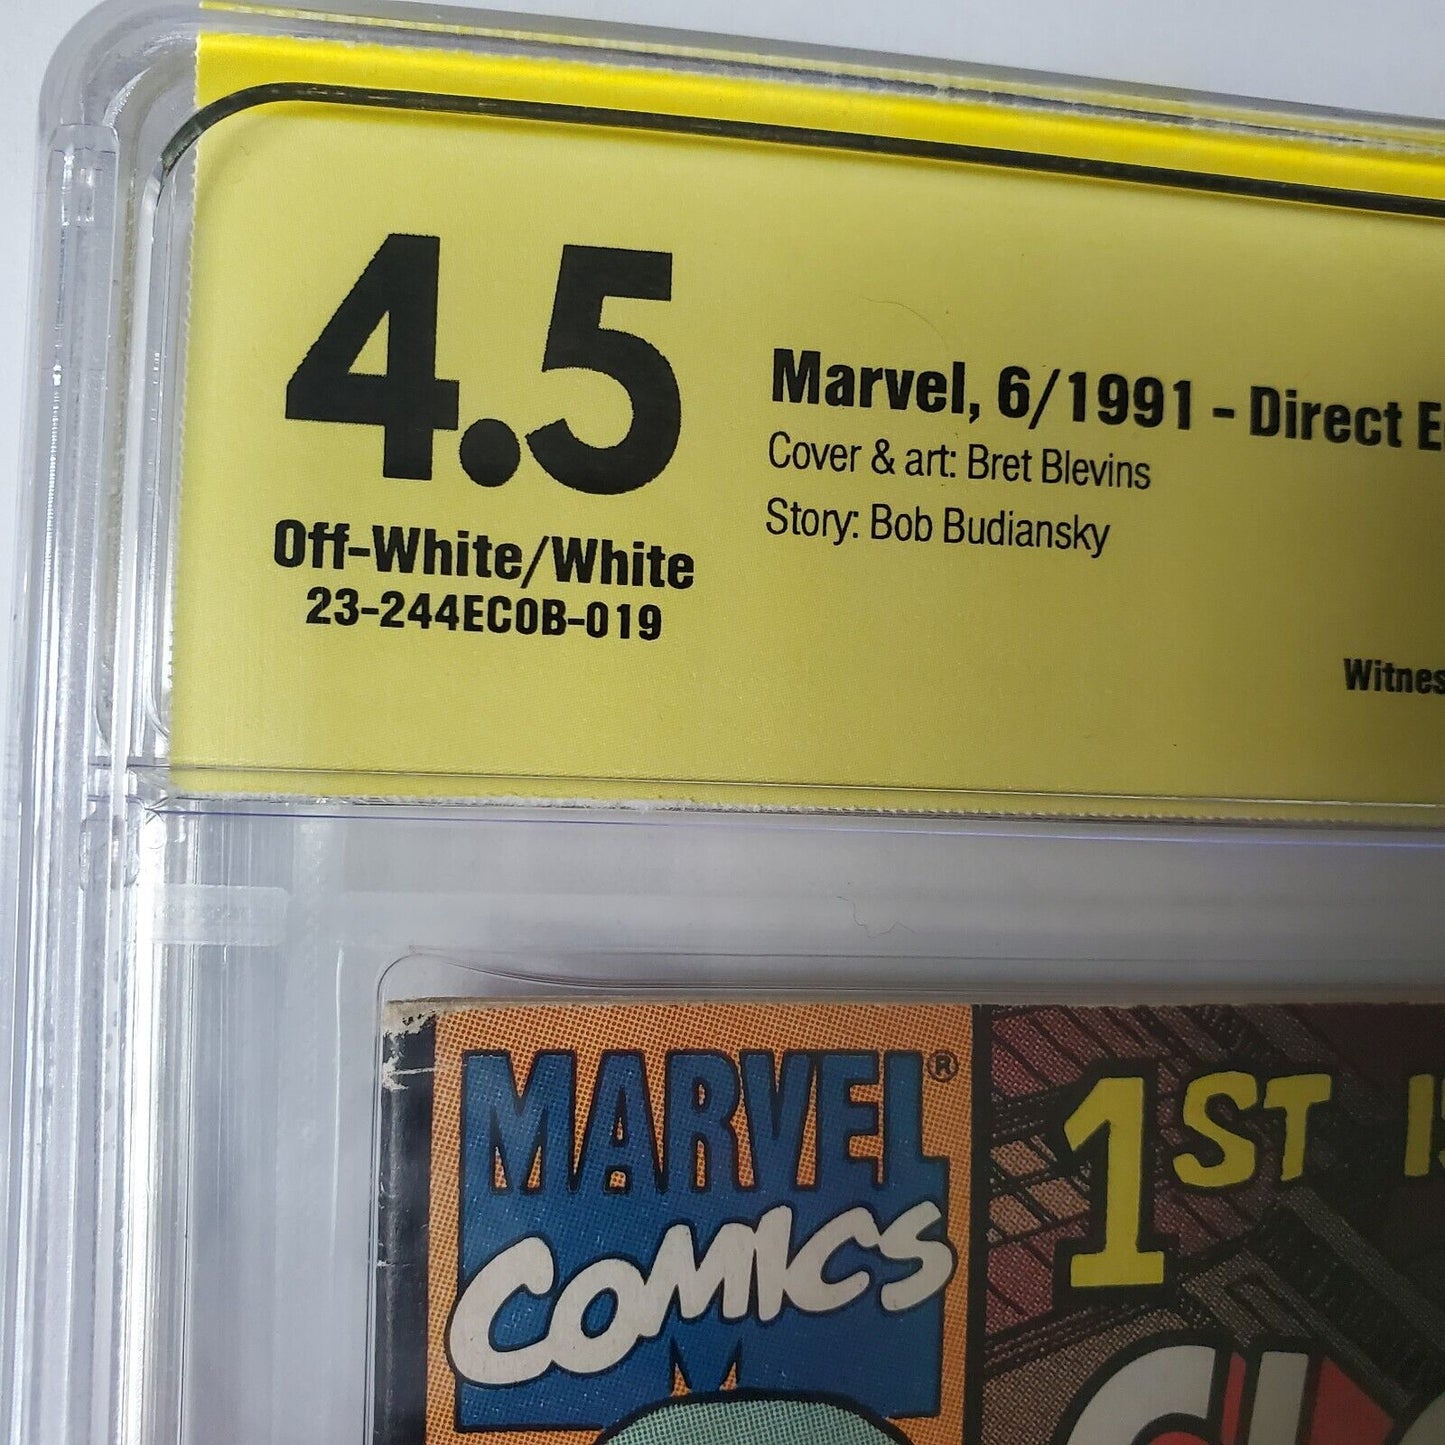 4.5
Off-White/White
23-244EC0B-019
Marvel, 6/1991 - Direct E
Cover & art: Bret Blevins
Story: Bob Budiansky
Witnes
MARVEL®
COMICS
M
1ST IS